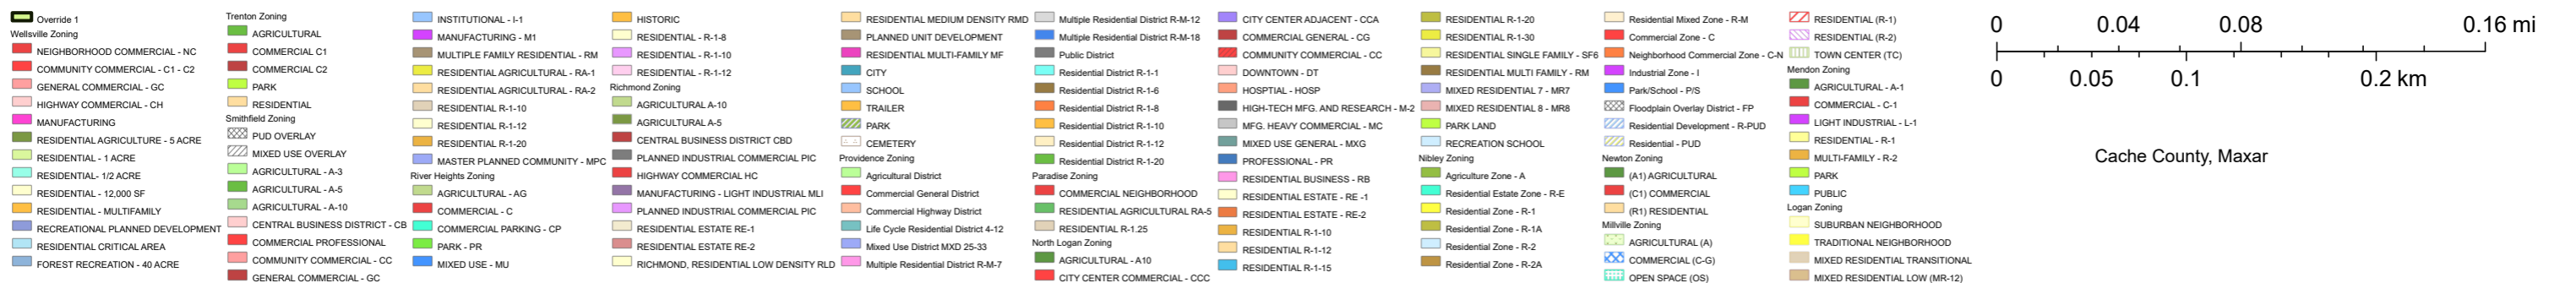 Override 1
Wellsville Zoning
NEIGHBORHOOD COMMERCIAL - NC
COMMUNITY COMMERCIAL - C1 - C2
GENERAL COMMERCIAL - GC
HIGHWAY COMMERCIAL - CH
MANUFACTURING
RESIDENTIAL AGRICULTURE - 5 ACRE
RESIDENTIAL - 1 ACRE
RESIDENTIAL- 1/2 ACRE
RESIDENTIAL - 12,000 SF
RESIDENTIAL - MULTIFAMILY
RECREATIONAL PLANNED DEVELOPMENT
RESIDENTIAL CRITICAL AREA
FOREST RECREATION - 40 ACRE
Trenton Zoning
AGRICULTURAL
COMMERCIAL C1
COMMERCIAL C2
PARK
RESIDENTIAL
Smithfield Zoning
PUD OVERLAY
MIXED USE OVERLAY
AGRICULTURAL - A-3
AGRICULTURAL - A-5
AGRICULTURAL - A-10
CENTRAL BUSINESS DISTRICT - CB
COMMERCIAL PROFESSIONAL
COMMUNITY COMMERCIAL - CC
GENERAL COMMERCIAL - GC
INSTITUTIONAL - I-1
MANUFACTURING - M1
MULTIPLE FAMILY RESIDENTIAL - RM
RESIDENTIAL AGRICULTURAL - RA-1
RESIDENTIAL AGRICULTURAL - RA-2
RESIDENTIAL R-1-10
RESIDENTIAL R-1-12
RESIDENTIAL R-1-20
MASTER PLANNED COMMUNITY - MPC
River Heights Zoning
AGRICULTURAL - AG
COMMERCIAL - C
COMMERCIAL PARKING - CP
PARK - PR
MIXED USE - MU
HISTORIC
RESIDENTIAL - R-1-8
RESIDENTIAL - R-1-10
RESIDENTIAL - R-1-12
Richmond Zoning
AGRICULTURAL A-10
AGRICULTURAL A-5
CENTRAL BUSINESS DISTRICT CBD
PLANNED INDUSTRIAL COMMERCIAL PIC
HIGHWAY COMMERCIAL HC
MANUFACTURING - LIGHT INDUSTRIAL MLI
PLANNED INDUSTRIAL COMMERCIAL PIC
RESIDENTIAL ESTATE RE-1
RESIDENTIAL ESTATE RE-2
RICHMOND, RESIDENTIAL LOW DENSITY RLD
RESIDENTIAL MEDIUM DENSITY RMD
PLANNED UNIT DEVELOPMENT
RESIDENTIAL MULTI-FAMILY MF
CITY
SCHOOL
TRAILER
PARK
CEMETERY
Providence Zoning
Agricultural District
Commercial General District
Commercial Highway District
Life Cycle Residential District 4-12
Mixed Use District MXD 25-33
Multiple Residential District R-M-7
Multiple Residential District R-M-12
Multiple Residential District R-M-18
Public District
Residential District R-1-1
Residential District R-1-6
Residential District R-1-8
Residential District R-1-10
Residential District R-1-12
Residential District R-1-20
Paradise Zoning
COMMERCIAL NEIGHBORHOOD
RESIDENTIAL AGRICULTURAL RA-5
RESIDENTIAL R-1.25
North Logan Zoning
AGRICULTURAL - A10
CITY CENTER COMMERCIAL - CCC
CITY CENTER ADJACENT - CCA
COMMERCIAL GENERAL - CG
COMMUNITY COMMERCIAL - CC
DOWNTOWN - DT
HOSPTIAL - HOSP
HIGH-TECH MFG. AND RESEARCH - M-2
MFG. HEAVY COMMERCIAL - MC
MIXED USE GENERAL - MXG
PROFESSIONAL - PR
RESIDENTIAL BUSINESS - RB
RESIDENTIAL ESTATE - RE -1
RESIDENTIAL ESTATE - RE-2
RESIDENTIAL R-1-10
RESIDENTIAL R-1-12
RESIDENTIAL R-1-15
RESIDENTIAL R-1-20
RESIDENTIAL R-1-30
RESIDENTIAL SINGLE FAMILY - SF6
RESIDENTIAL MULTI FAMILY - RM
MIXED RESIDENTIAL 7 - MR7
MIXED RESIDENTIAL 8 - MR8
PARK LAND
RECREATION SCHOOL
Nibley Zoning
Agriculture Zone - A
Residential Estate Zone - R-E
Residential Zone - R-1
Residential Zone - R-1A
Residential Zone - R-2
Residential Zone - R-2A
Residential Mixed Zone - R-M
Commercial Zone - C
Neighborhood Commercial Zone - C-N
Industrial Zone - I
Park/School - P/S
Floodplain Overlay District - FP
Residential Development - R-PUD
Residential - PUD
Newton Zoning
(A1) AGRICULTURAL
(C1) COMMERCIAL
(R1) RESIDENTIAL
Millville Zoning
AGRICULTURAL (A)
COMMERCIAL (C-G)
OPEN SPACE (OS)
RESIDENTIAL (R-1)
RESIDENTIAL (R-2)
TOWN CENTER (TC)
Mendon Zoning
AGRICULTURAL - A-1
COMMERCIAL - C-1
LIGHT INDUSTRIAL - L-1
RESIDENTIAL - R-1
MULTI-FAMILY - R-2
PARK
PUBLIC
Logan Zoning
SUBURBAN NEIGHBORHOOD
TRADITIONAL NEIGHBORHOOD
MIXED RESIDENTIAL TRANSITIONAL
MIXED RESIDENTIAL LOW (MR-12)
0 0.04 0.08 0.16 mi
0 0.05 0.1 0.2 km
Cache County, Maxar